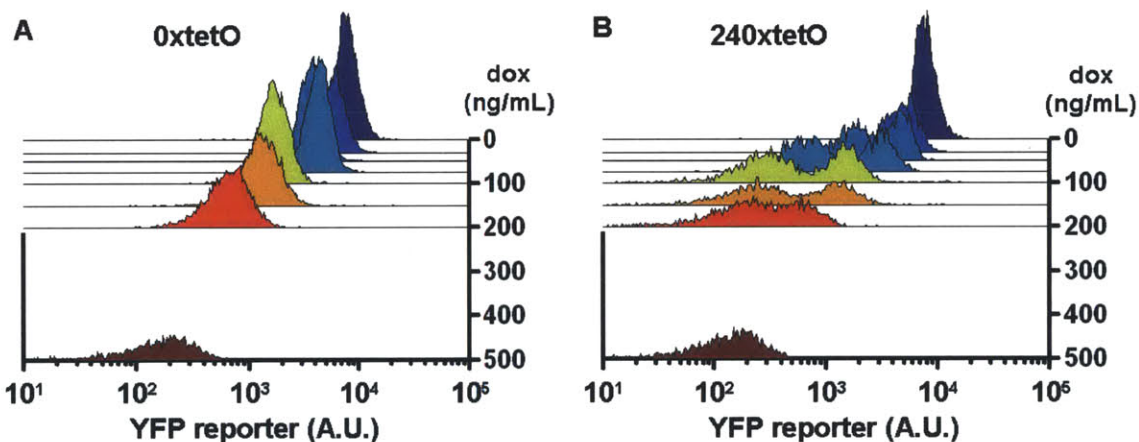 A
0xtetO
dox
(ng/mL)
0
100
200
300
400
500
10¹
10²
10³
10⁴
10⁵
YFP reporter (A.U.)
B
240xtetO
dox
(ng/mL)
0
100
200
300
400
500
10¹
10²
10³
10⁴
10⁵
YFP reporter (A.U.)